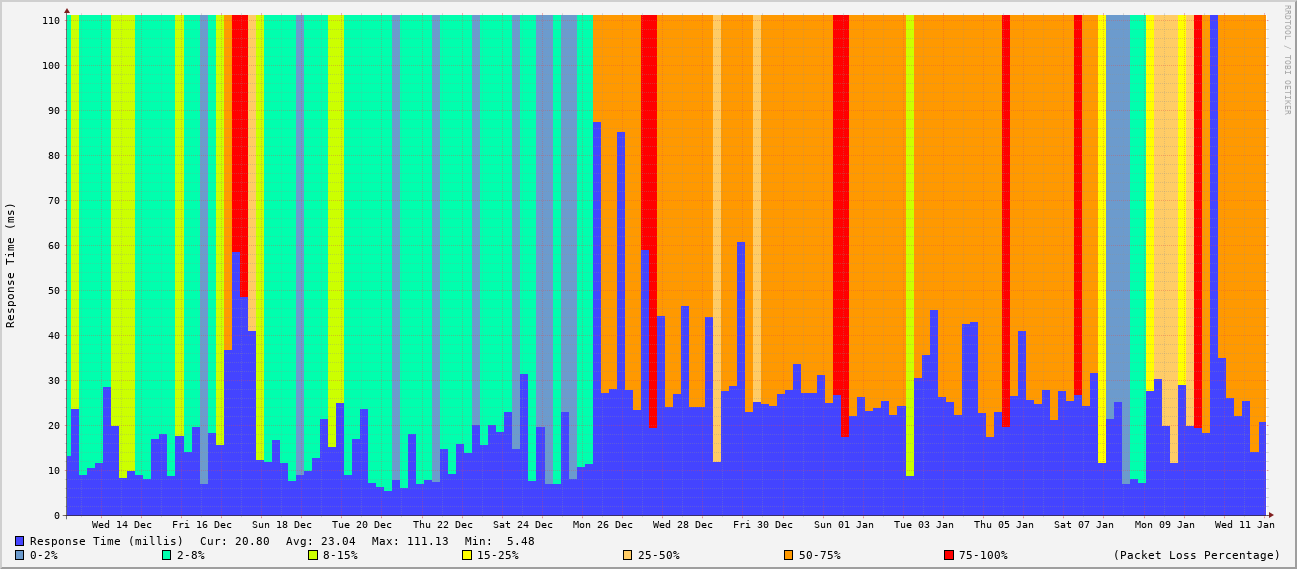 110
100
90
80
70
60
50
40
30
20
10
0
Response Time (ms)
RRDTOOL / TOBI OETIKER
Wed 14 Dec Fri 16 Dec Sun 18 Dec Tue 20 Dec Thu 22 Dec Sat 24 Dec Mon 26 Dec Wed 28 Dec Fri 30 Dec Sun 01 Jan Tue 03 Jan Thu 05 Jan Sat 07 Jan Mon 09 Jan Wed 11 Jan
Response Time (millis) Cur: 20.80 Avg: 23.04 Max: 111.13 Min: 5.48
0-2% 2-8% 8-15% 15-25% 25-50% 50-75% 75-100% (Packet Loss Percentage)